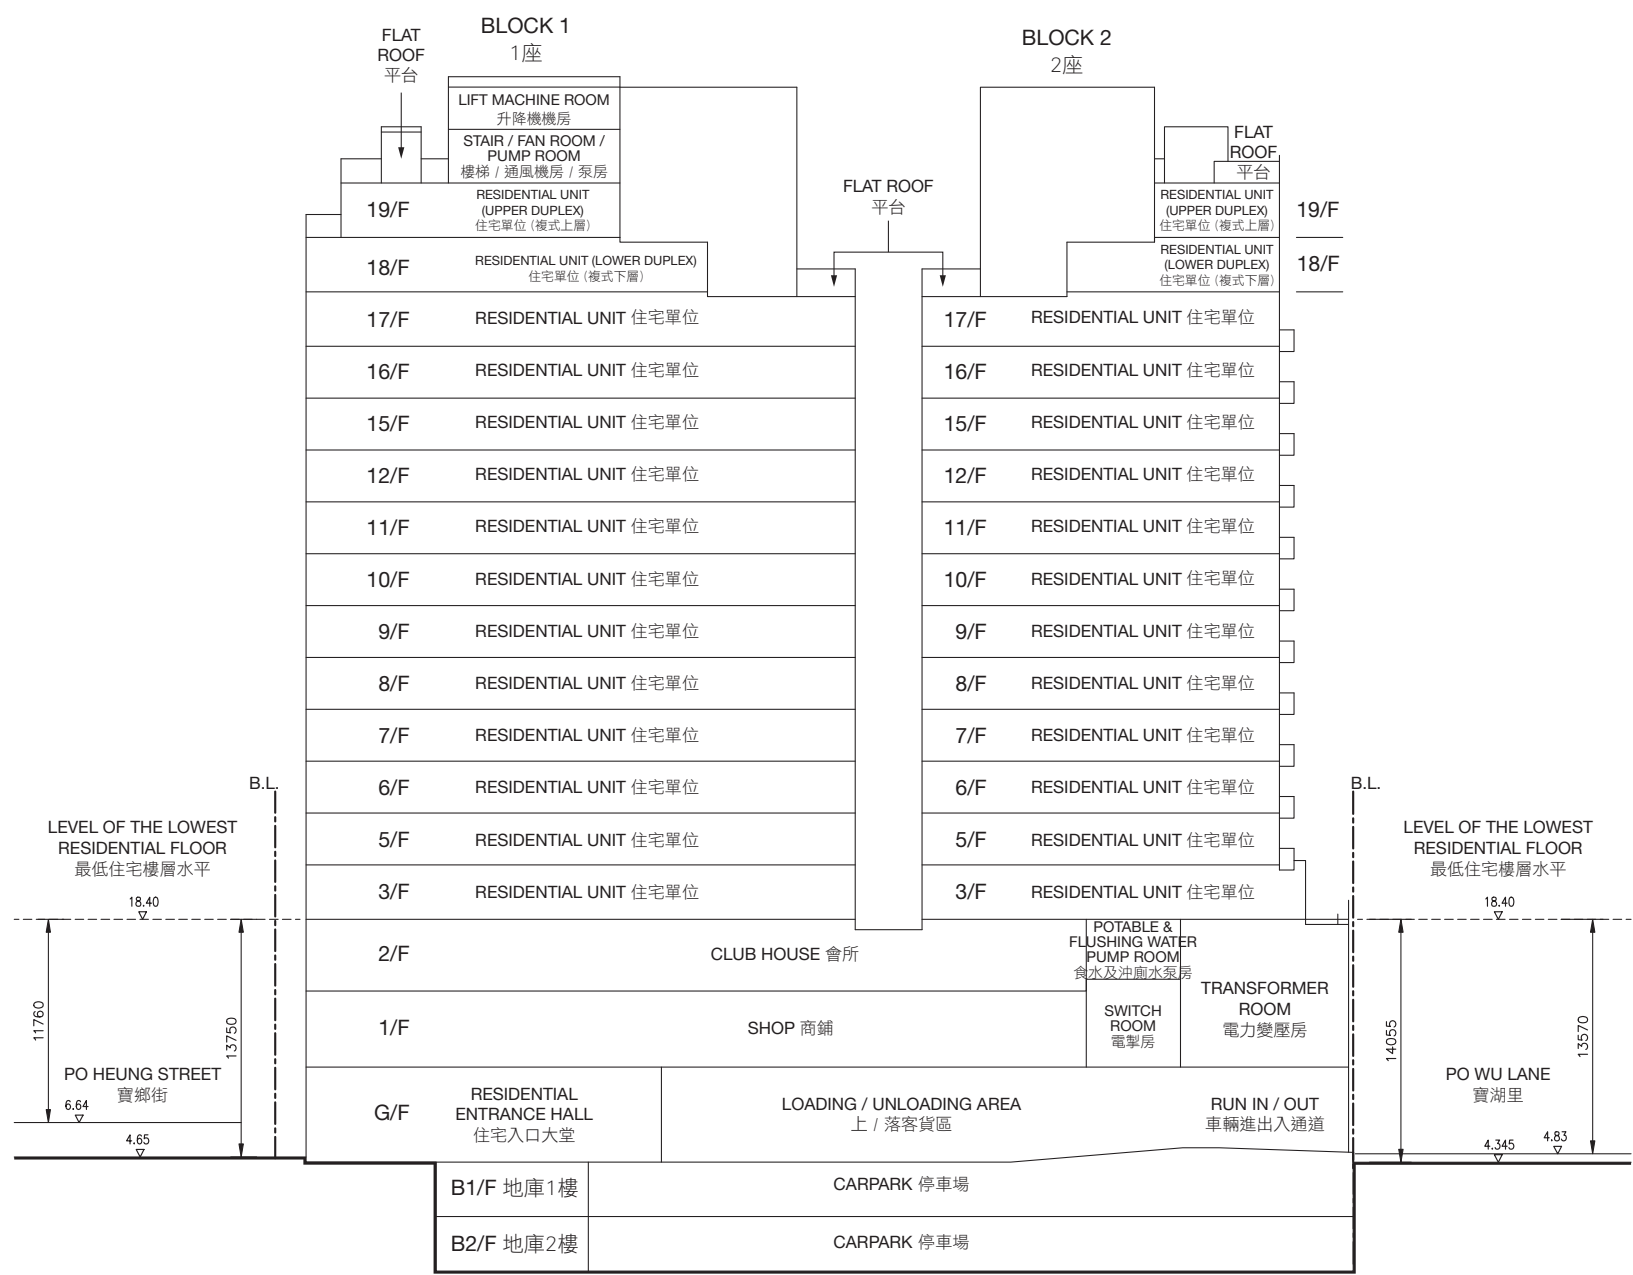 BLOCK 1
1座
BLOCK 2
2座
FLAT
ROOF
平台
LIFT MACHINE ROOM
升降機機房
STAIR / FAN ROOM /
PUMP ROOM
樓梯 / 通風機房 / 泵房
FLAT
ROOF
平台
FLAT ROOF
平台
19/F
RESIDENTIAL UNIT
(UPPER DUPLEX)
住宅單位 (複式上層)
RESIDENTIAL UNIT
(UPPER DUPLEX)
住宅單位 (複式上層)
19/F
18/F
RESIDENTIAL UNIT (LOWER DUPLEX)
住宅單位 (複式下層)
RESIDENTIAL UNIT
(LOWER DUPLEX)
住宅單位 (複式下層)
18/F
17/F RESIDENTIAL UNIT 住宅單位 17/F RESIDENTIAL UNIT 住宅單位
16/F RESIDENTIAL UNIT 住宅單位 16/F RESIDENTIAL UNIT 住宅單位
15/F RESIDENTIAL UNIT 住宅單位 15/F RESIDENTIAL UNIT 住宅單位
12/F RESIDENTIAL UNIT 住宅單位 12/F RESIDENTIAL UNIT 住宅單位
11/F RESIDENTIAL UNIT 住宅單位 11/F RESIDENTIAL UNIT 住宅單位
10/F RESIDENTIAL UNIT 住宅單位 10/F RESIDENTIAL UNIT 住宅單位
9/F RESIDENTIAL UNIT 住宅單位 9/F RESIDENTIAL UNIT 住宅單位
8/F RESIDENTIAL UNIT 住宅單位 8/F RESIDENTIAL UNIT 住宅單位
7/F RESIDENTIAL UNIT 住宅單位 7/F RESIDENTIAL UNIT 住宅單位
6/F RESIDENTIAL UNIT 住宅單位 6/F RESIDENTIAL UNIT 住宅單位
5/F RESIDENTIAL UNIT 住宅單位 5/F RESIDENTIAL UNIT 住宅單位
3/F RESIDENTIAL UNIT 住宅單位 3/F RESIDENTIAL UNIT 住宅單位
B.L.
B.L.
LEVEL OF THE LOWEST
RESIDENTIAL FLOOR
最低住宅樓層水平
18.40
LEVEL OF THE LOWEST
RESIDENTIAL FLOOR
最低住宅樓層水平
18.40
2/F
CLUB HOUSE 會所
POTABLE &
FLUSHING WATER
PUMP ROOM
食水及沖廁水泵房
TRANSFORMER
ROOM
電力變壓房
1/F
SHOP 商鋪
SWITCH
ROOM
電掣房
11760
13750
14055
13570
PO HEUNG STREET
寶鄉街
6.64
4.65
PO WU LANE
寶湖里
4.83
4.345
G/F
RESIDENTIAL
ENTRANCE HALL
住宅入口大堂
LOADING / UNLOADING AREA
上 / 落客貨區
RUN IN / OUT
車輛進出入通道
B1/F 地庫1樓
CARPARK 停車場
B2/F 地庫2樓
CARPARK 停車場